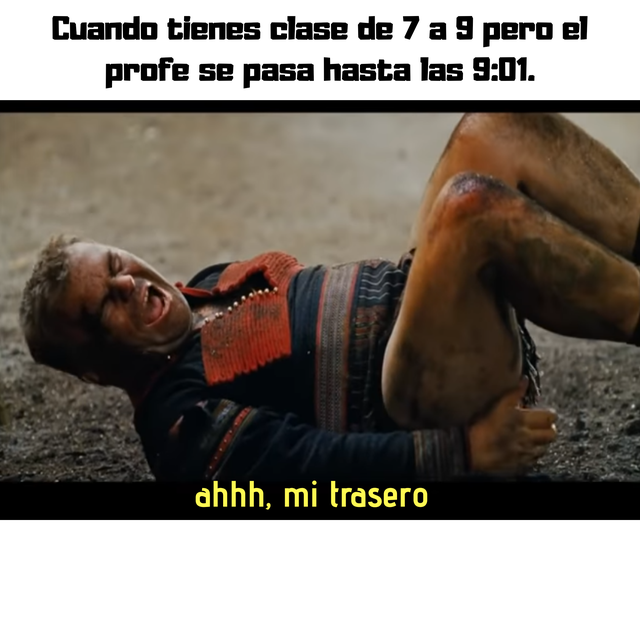 Cuando tienes clase de 7 a 9 pero el
profe se pasa hasta las 9:01.
ahhh, mi trasero